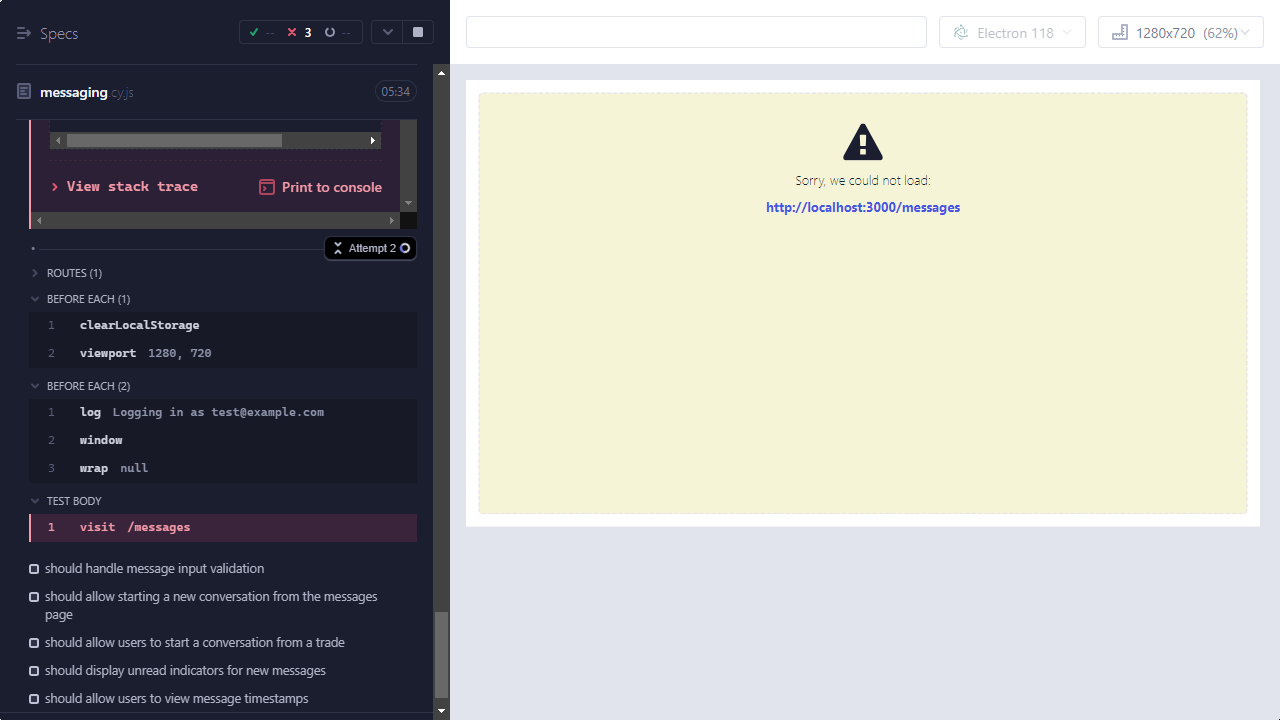 Specs
-- 3 --
messaging.cy.js 05:34
View stack trace Print to console
Attempt 2
ROUTES (1)
BEFORE EACH (1)
1 clearLocalStorage
2 viewport 1280, 720
BEFORE EACH (2)
1 log Logging in as test@example.com
2 window
3 wrap null
TEST BODY
1 visit /messages
should handle message input validation
should allow starting a new conversation from the messages
page
should allow users to start a conversation from a trade
should display unread indicators for new messages
should allow users to view message timestamps
Electron 118
1280x720 (62%)
Sorry, we could not load:
http://localhost:3000/messages